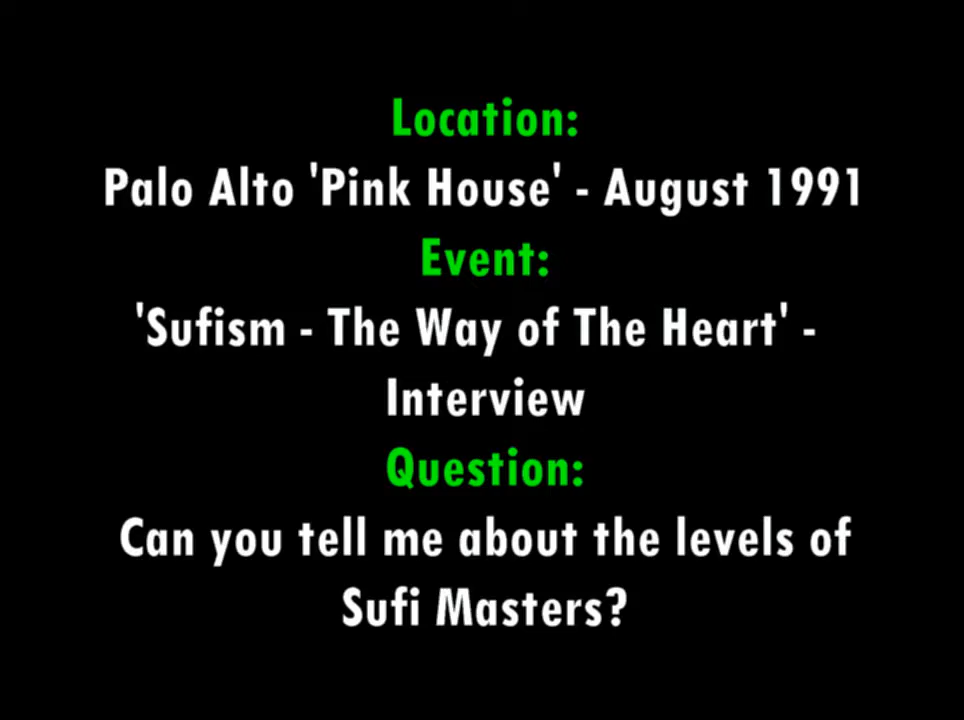 Location:
Palo Alto 'Pink House' - August 1991
Event:
'Sufism - The Way of The Heart' -
Interview
Question:
Can you tell me about the levels of
Sufi Masters?